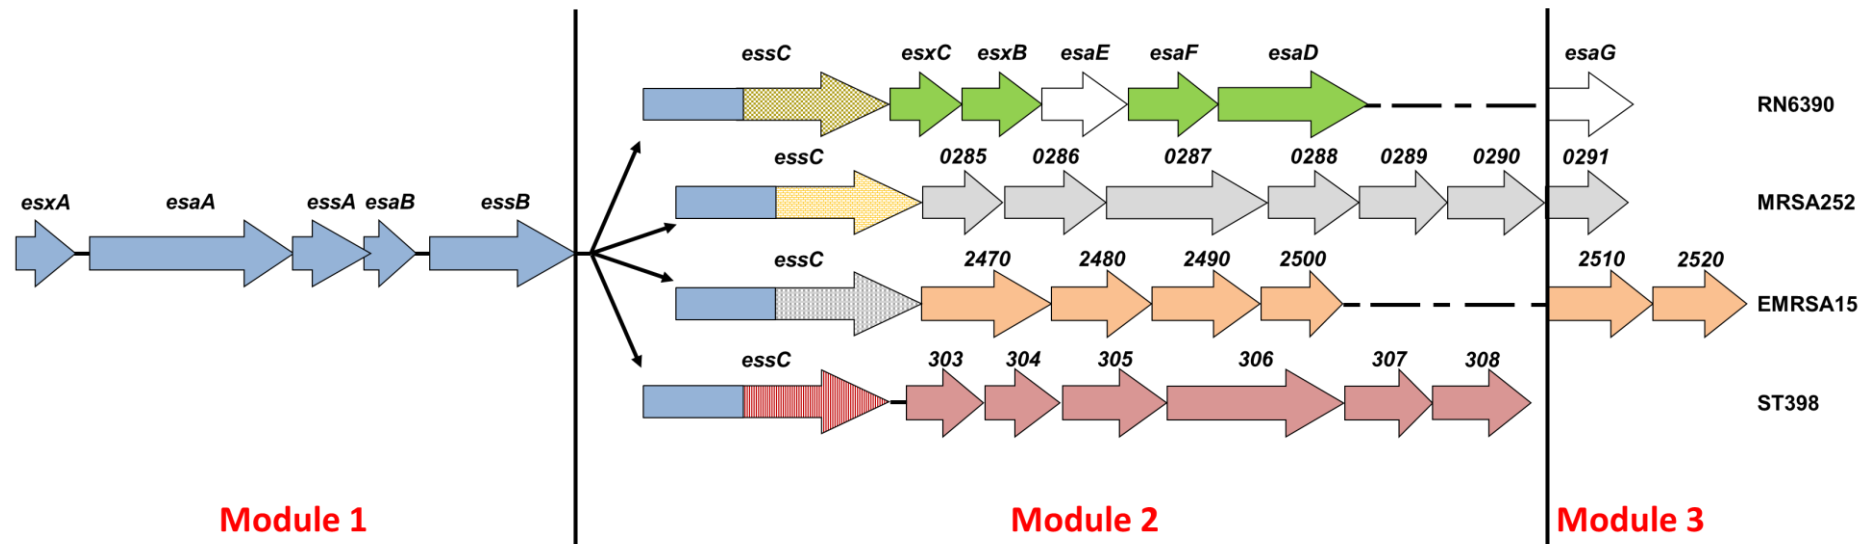 essC esxC esxB esaE esaF esaD esaG
RN6390
essC 0285 0286 0287 0288 0289 0290 0291
MRSA252
esxA esaA essA esaB essB
essC 2470 2480 2490 2500 2510 2520
EMRSA15
essC 303 304 305 306 307 308
ST398
Module 1 Module 2 Module 3